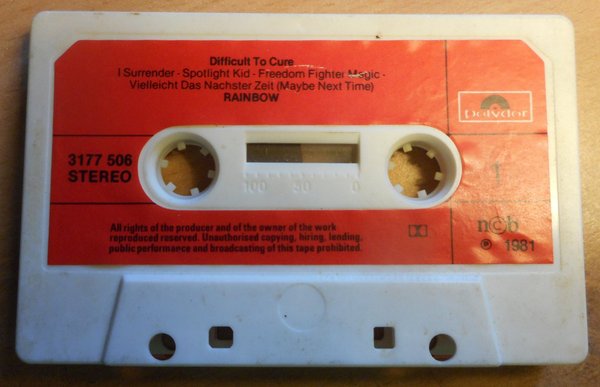 Difficult To Cure
I Surrender - Spotlight Kid - Freedom Fighter Magic -
Vielleicht Das Nachster Zeit (Maybe Next Time)
RAINBOW
Polydor
3177 506
STEREO
100 50 0
1
All rights of the producer and of the owner of the work
reproduced reserved. Unauthorised copying, hiring, lending,
public performance and broadcasting of this tape prohibited.
n©b
℗ 1981